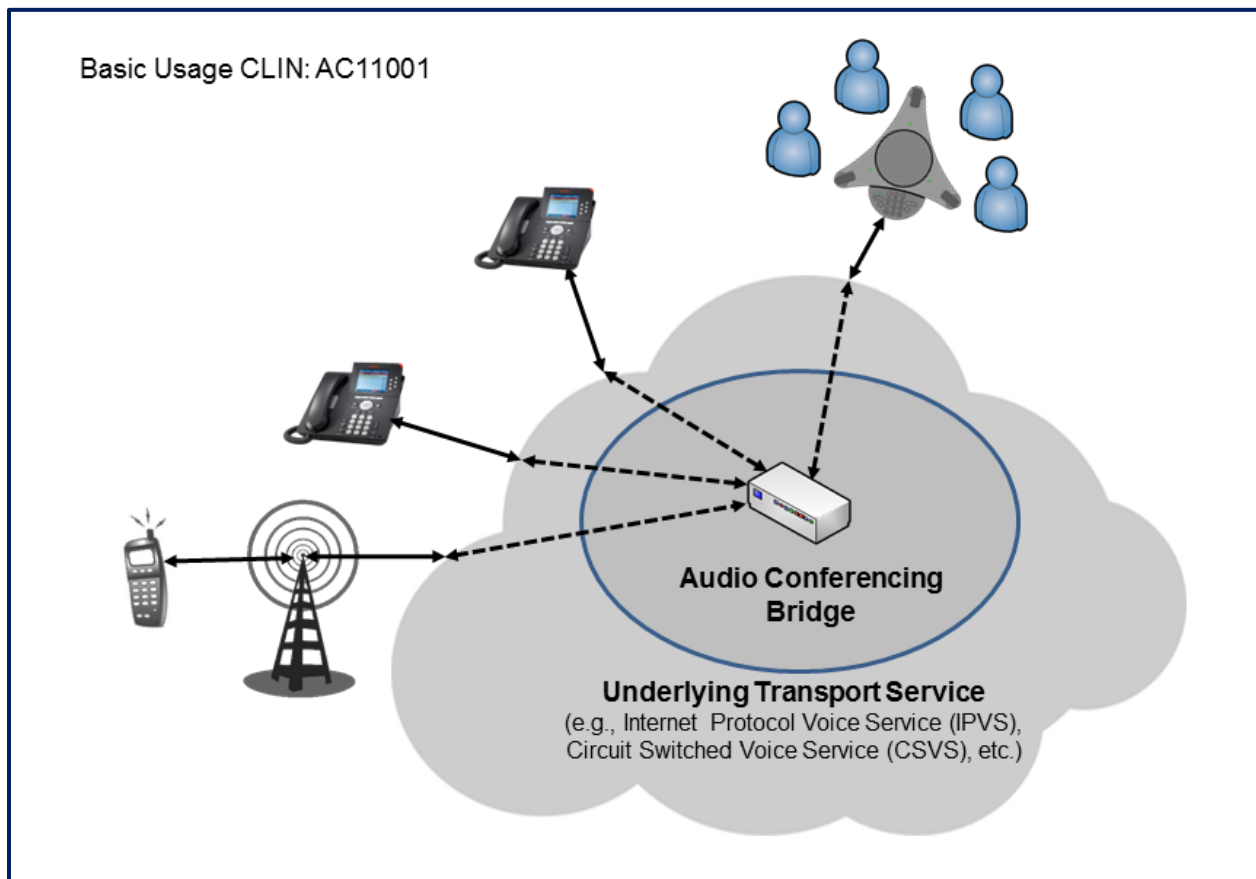 Basic Usage CLIN: AC11001
Audio Conferencing
Bridge
Underlying Transport Service
(e.g., Internet Protocol Voice Service (IPVS),
Circuit Switched Voice Service (CSVS), etc.)